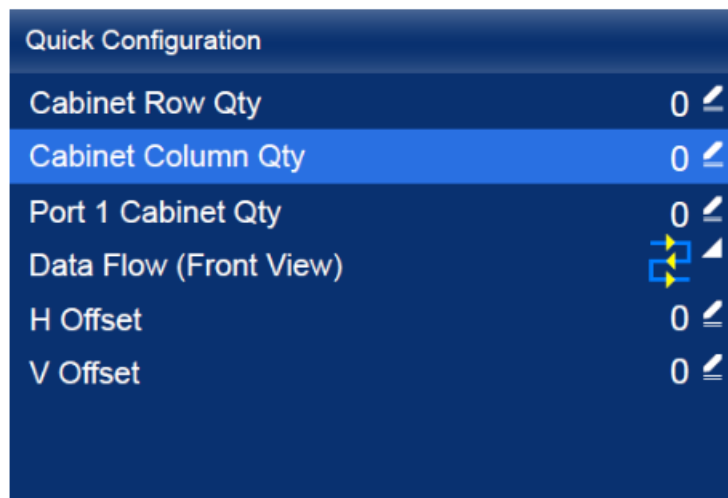 Quick Configuration
Cabinet Row Qty 0
Cabinet Column Qty 0
Port 1 Cabinet Qty 0
Data Flow (Front View)
H Offset 0
V Offset 0